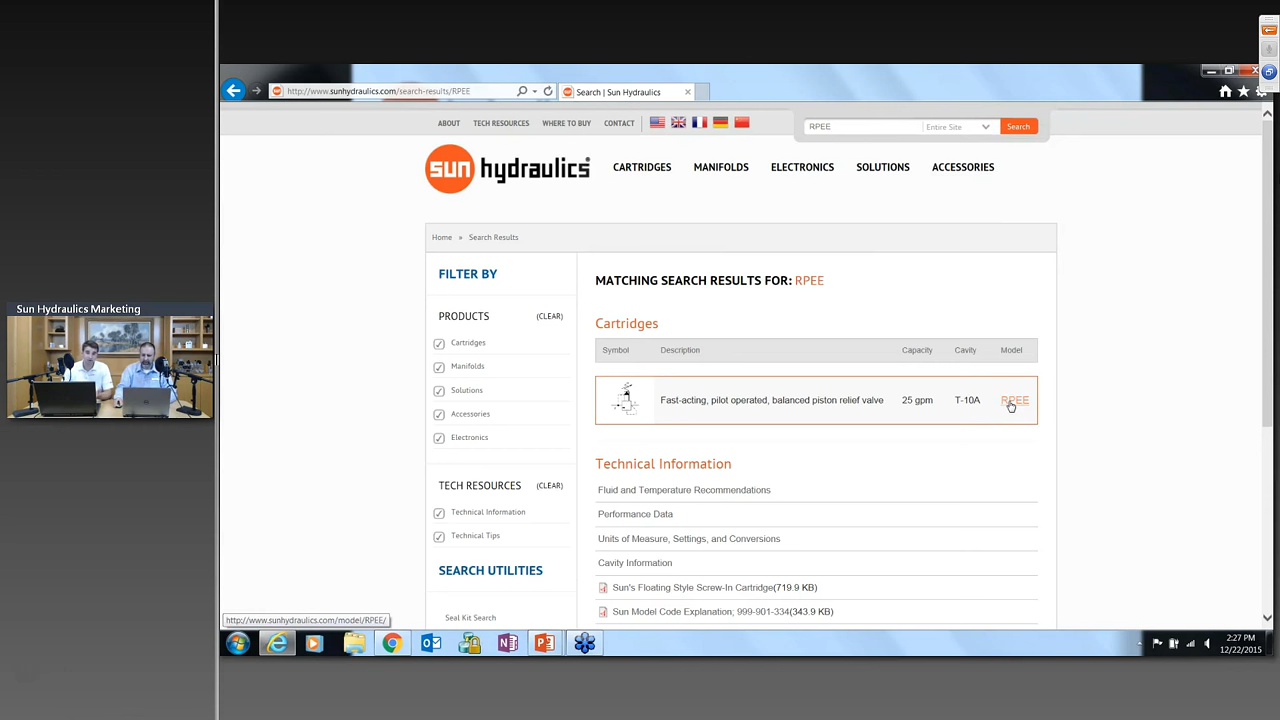 http://www.sunhydraulics.com/search-results/RPEE
Search | Sun Hydraulics
ABOUT TECH RESOURCES WHERE TO BUY CONTACT
RPEE Entire Site Search
sun hydraulics
CARTRIDGES MANIFOLDS ELECTRONICS SOLUTIONS ACCESSORIES
Home » Search Results
FILTER BY
PRODUCTS (CLEAR)
Cartridges
Manifolds
Solutions
Accessories
Electronics
TECH RESOURCES (CLEAR)
Technical Information
Technical Tips
SEARCH UTILITIES
Seal Kit Search
MATCHING SEARCH RESULTS FOR: RPEE
Cartridges
Symbol Description Capacity Cavity Model
Fast-acting, pilot operated, balanced piston relief valve 25 gpm T-10A RPEE
Technical Information
Fluid and Temperature Recommendations
Performance Data
Units of Measure, Settings, and Conversions
Cavity Information
Sun's Floating Style Screw-In Cartridge(719.9 KB)
Sun Model Code Explanation; 999-901-334(343.9 KB)
Sun Hydraulics Marketing
http://www.sunhydraulics.com/model/RPEE/
2:27 PM
12/22/2015